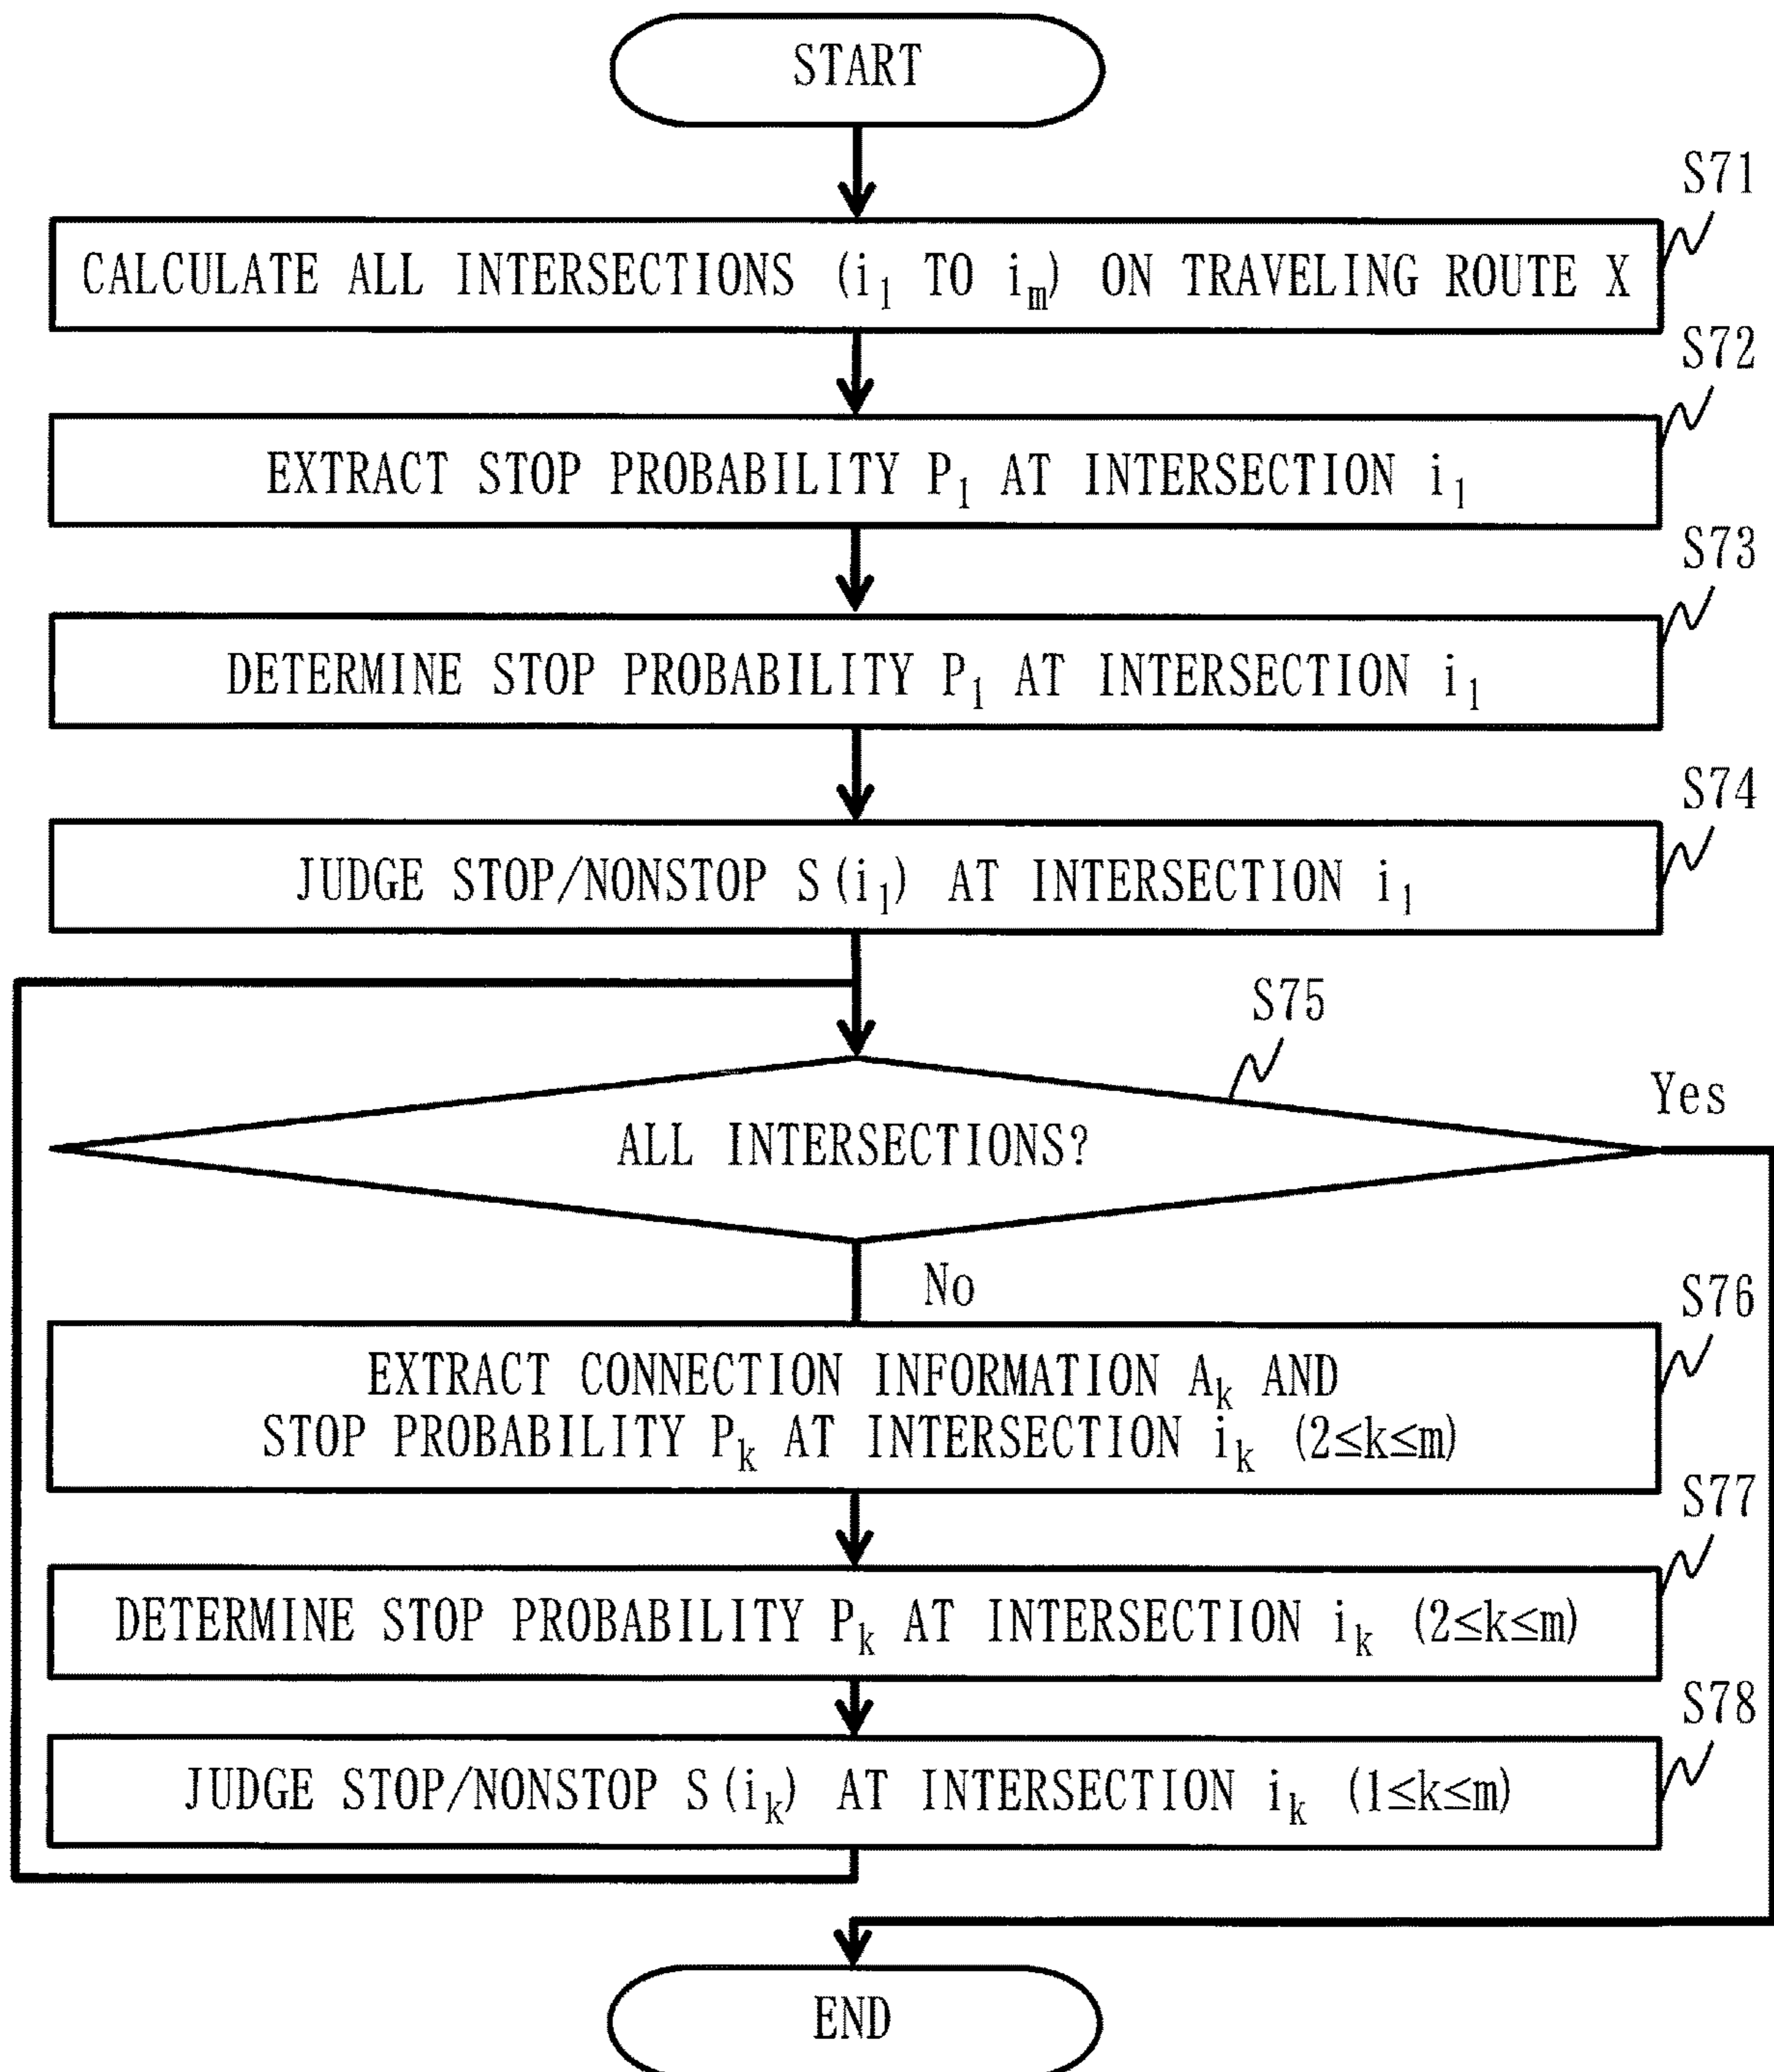 START
S71
CALCULATE ALL INTERSECTIONS (i₁ TO iₘ) ON TRAVELING ROUTE X
S72
EXTRACT STOP PROBABILITY P₁ AT INTERSECTION i₁
S73
DETERMINE STOP PROBABILITY P₁ AT INTERSECTION i₁
S74
JUDGE STOP/NONSTOP S(i₁) AT INTERSECTION i₁
S75
ALL INTERSECTIONS?
Yes
No
S76
EXTRACT CONNECTION INFORMATION Aₖ AND
STOP PROBABILITY Pₖ AT INTERSECTION iₖ (2≤k≤m)
S77
DETERMINE STOP PROBABILITY Pₖ AT INTERSECTION iₖ (2≤k≤m)
S78
JUDGE STOP/NONSTOP S(iₖ) AT INTERSECTION iₖ (1≤k≤m)
END